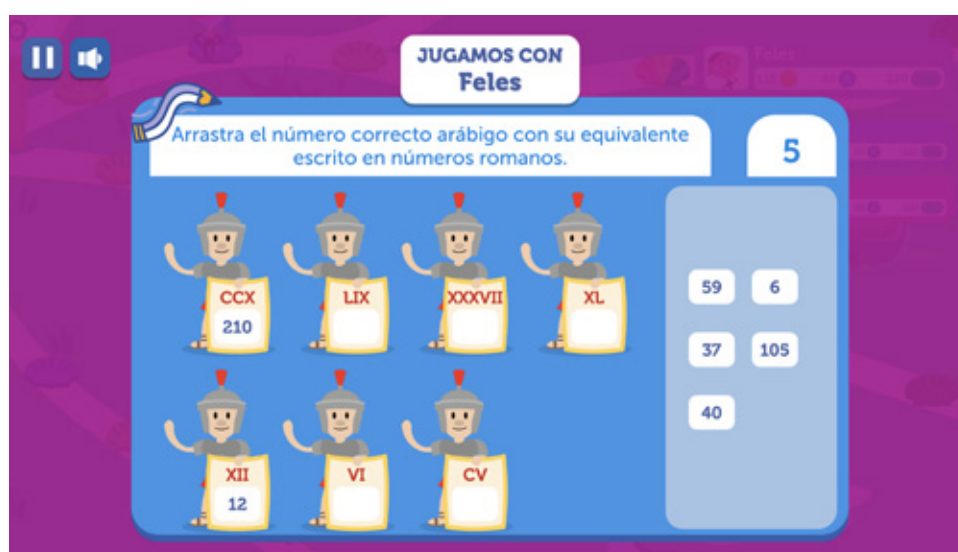 JUGAMOS CON
Feles
Feles
Arrastra el número correcto arábigo con su equivalente
escrito en números romanos.
5
CCX
LIX
XXXVII
XL
210
59
6
37
105
40
XII
VI
CV
12